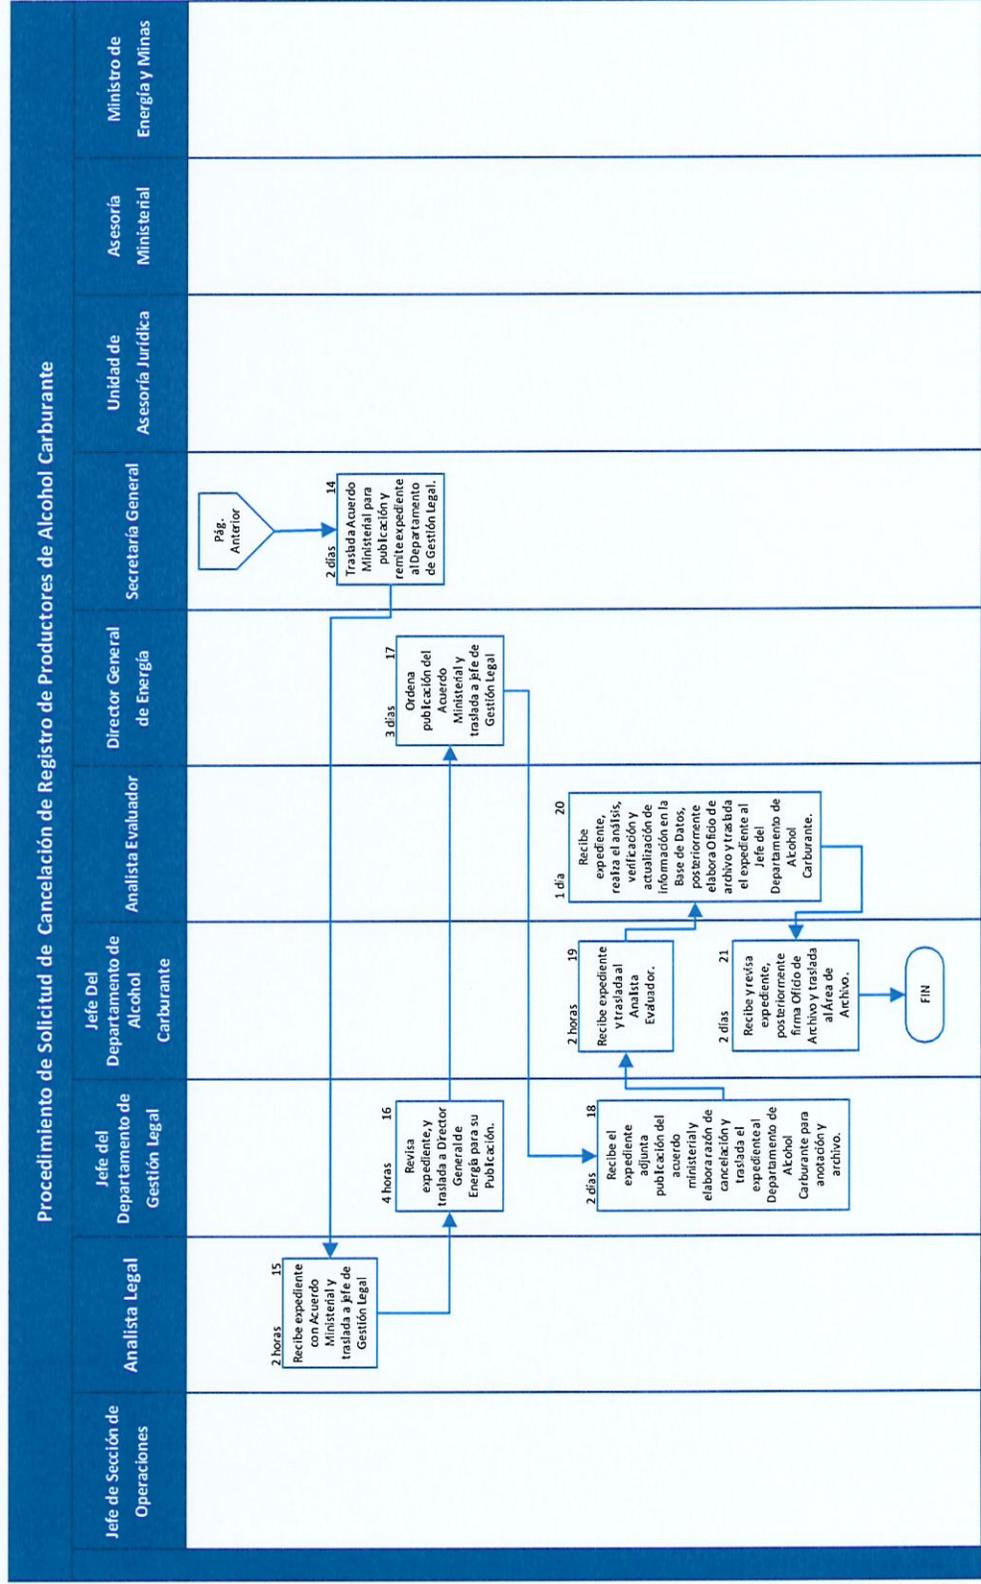 Procedimiento de Solicitud de Cancelación de Registro de Productores de Alcohol Carburante
Jefe de Sección de
Operaciones
Analista Legal
Jefe del
Departamento de
Gestión Legal
Jefe Del
Departamento de
Alcohol
Carburante
Analista Evaluador
Director General
de Energía
Secretaría General
Unidad de
Asesoría Jurídica
Asesoría
Ministerial
Ministro de
Energía y Minas
Pág.
Anterior
2 días 14
Traslada Acuerdo
Ministerial para
publicación y
remite expediente
al Departamento
de Gestión Legal.
2 horas 15
Recibe expediente
con Acuerdo
Ministerial y
traslada a Jefe de
Gestión Legal
4 horas 16
Revisa
expediente, y
traslada a Director
General de
Energía para su
Publicación.
3 días 17
Ordena
publicación del
Acuerdo
Ministerial y
traslada a Jefe de
Gestión Legal
2 días 18
Recibe el
expediente
adjunta
publicación del
acuerdo
ministerial y
elabora razón de
cancelación y
traslada el
expediente al
Departamento de
Alcohol
Carburante para
anotación y
archivo.
2 horas 19
Recibe expediente
y traslada al
Analista
Evaluador.
1 día 20
Recibe
expediente,
realiza el análisis,
verificación y
actualización de
información en la
Base de Datos,
posteriormente
elabora Oficio de
archivo y traslada
el expediente al
Jefe del
Departamento de
Alcohol
Carburante.
2 días 21
Recibe y revisa
expediente,
posteriormente
firma Oficio de
Archivo y traslada
al Área de
Archivo.
FIN